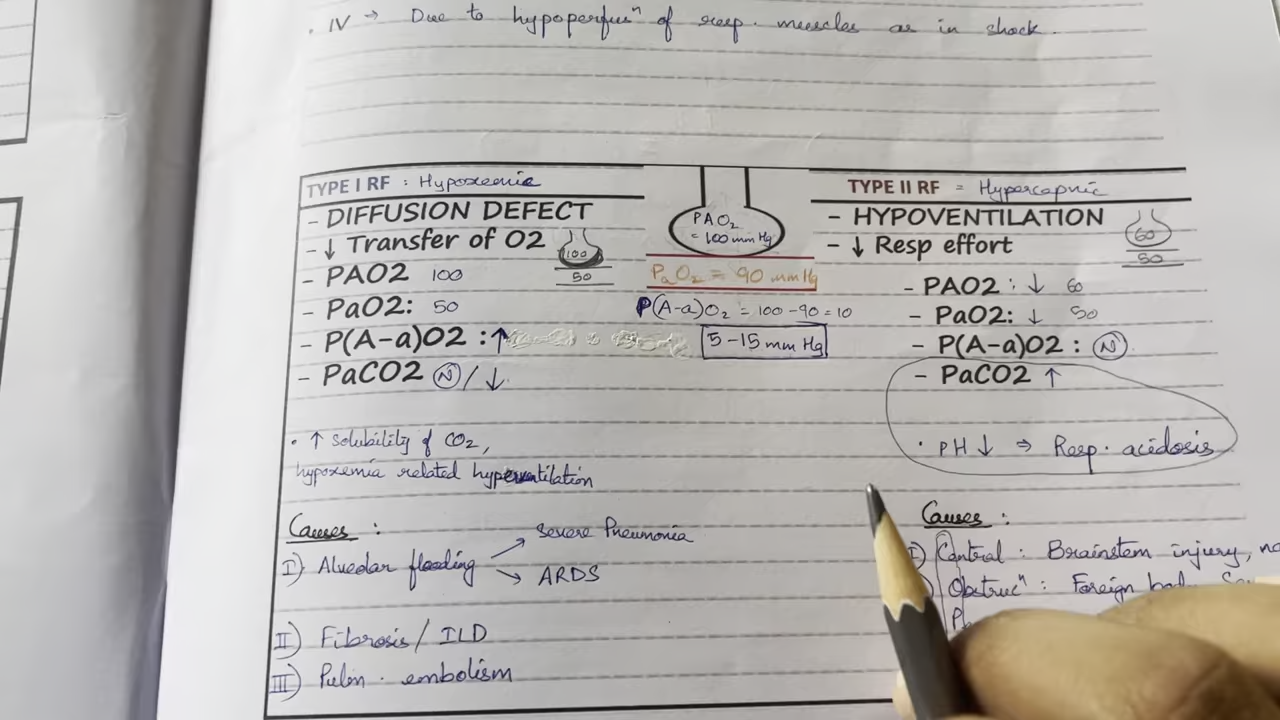 . IV → Due to hypoperfusⁿ of resp. muscles as in shock.
TYPE I RF : Hypoxemia
- DIFFUSION DEFECT
- ↓ Transfer of O2
100
50
- PAO2 100
- PaO2: 50
- P(A-a)O2 : ↑
- PaCO2 (N) / ↓
• ↑ solubility of CO₂,
hypoxemia related hyperventilation
Causes :
I) Alveolar flooding → Severe Pneumonia
→ ARDS
II) Fibrosis / ILD
III) Pulm. embolism
PAO₂
= 100 mm Hg
PaO₂ = 90 mm Hg
P(A-a)O₂ = 100-90 = 10
5-15 mm Hg
TYPE II RF = Hypercapnic
- HYPOVENTILATION
- ↓ Resp effort
60
50
- PAO2 : ↓ 60
- PaO2: ↓ 50
- P(A-a)O2 : (N)
- PaCO2 ↑
• PH ↓ ⇒ Resp. acidosis
Causes :
I) Central : Brainstem injury,
Obstrucⁿ : Foreign